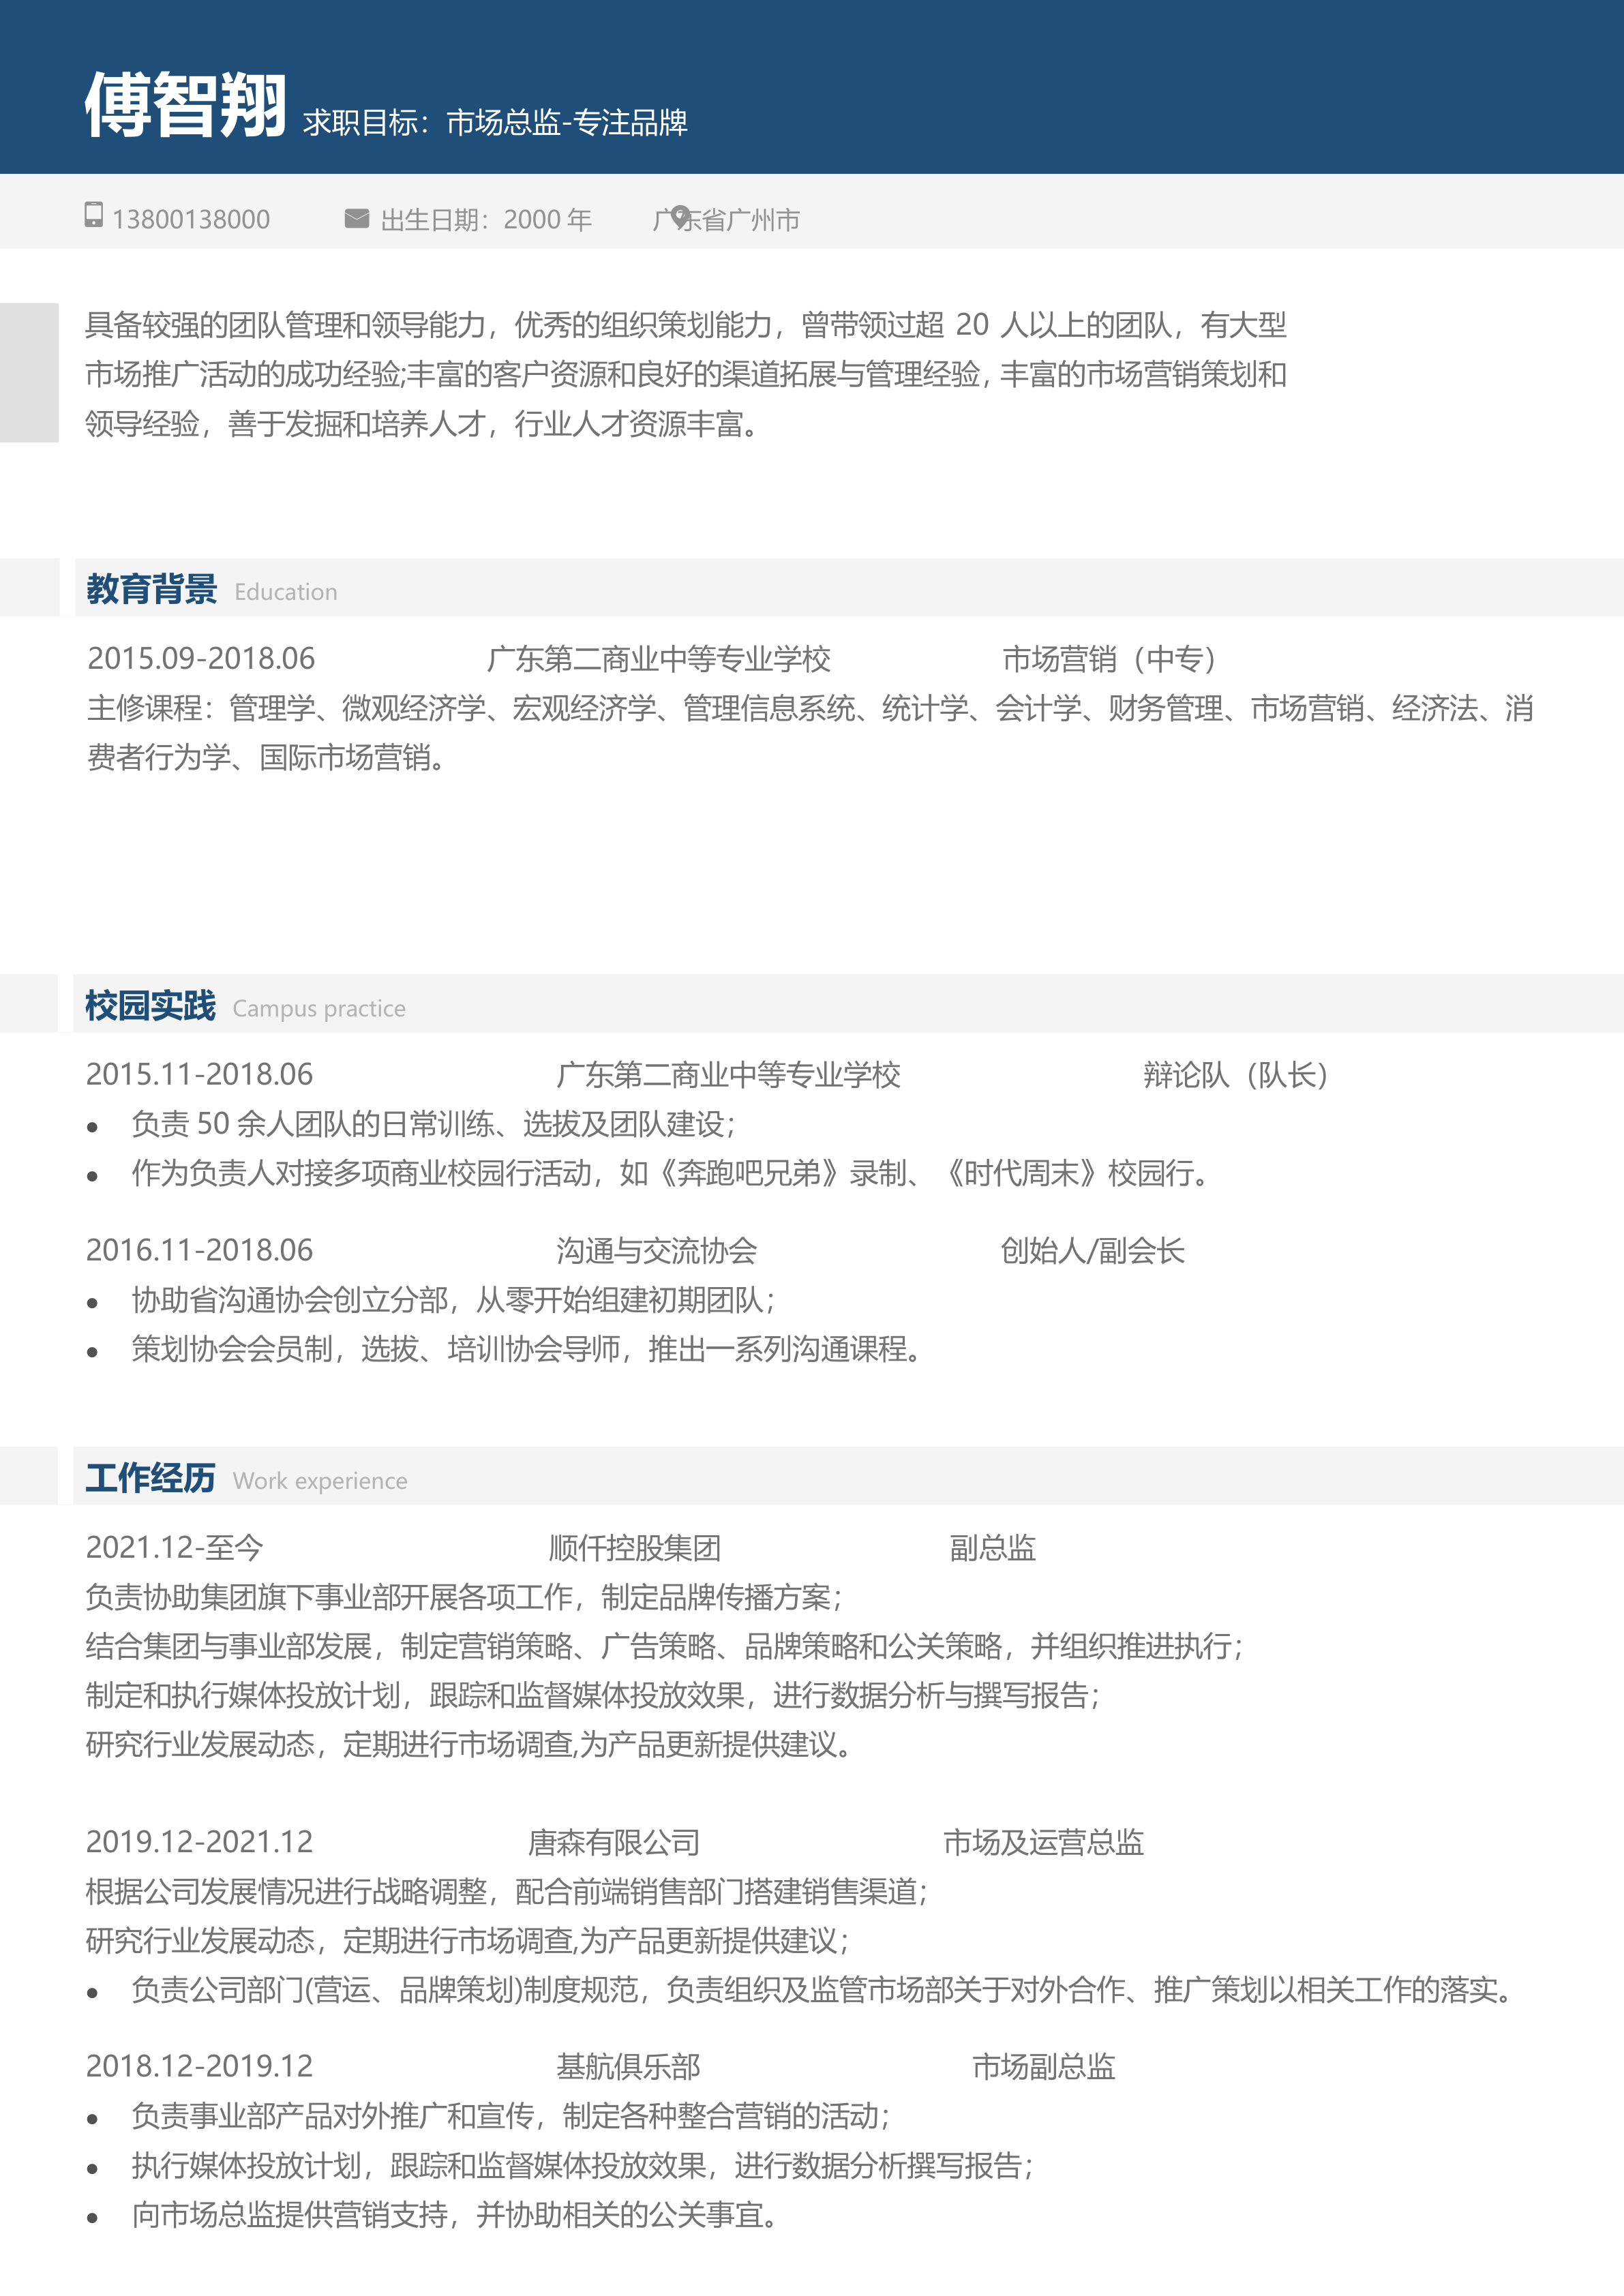 傅智翔 求职目标：市场总监-专注品牌
13800138000 出生日期：2000 年 广东省广州市
具备较强的团队管理和领导能力，优秀的组织策划能力，曾带领过超 20 人以上的团队，有大型
市场推广活动的成功经验;丰富的客户资源和良好的渠道拓展与管理经验，丰富的市场营销策划和
领导经验，善于发掘和培养人才，行业人才资源丰富。
教育背景 Education
2015.09-2018.06 广东第二商业中等专业学校 市场营销（中专）
主修课程：管理学、微观经济学、宏观经济学、管理信息系统、统计学、会计学、财务管理、市场营销、经济法、消
费者行为学、国际市场营销。
校园实践 Campus practice
2015.11-2018.06 广东第二商业中等专业学校 辩论队（队长）
● 负责 50 余人团队的日常训练、选拔及团队建设；
● 作为负责人对接多项商业校园行活动，如《奔跑吧兄弟》录制、《时代周末》校园行。
2016.11-2018.06 沟通与交流协会 创始人/副会长
● 协助省沟通协会创立分部，从零开始组建初期团队；
● 策划协会会员制，选拔、培训协会导师，推出一系列沟通课程。
工作经历 Work experience
2021.12-至今 顺仟控股集团 副总监
负责协助集团旗下事业部开展各项工作，制定品牌传播方案；
结合集团与事业部发展，制定营销策略、广告策略、品牌策略和公关策略，并组织推进执行；
制定和执行媒体投放计划，跟踪和监督媒体投放效果，进行数据分析与撰写报告；
研究行业发展动态，定期进行市场调查,为产品更新提供建议。
2019.12-2021.12 唐森有限公司 市场及运营总监
根据公司发展情况进行战略调整，配合前端销售部门搭建销售渠道；
研究行业发展动态，定期进行市场调查,为产品更新提供建议；
● 负责公司部门(营运、品牌策划)制度规范，负责组织及监管市场部关于对外合作、推广策划以相关工作的落实。
2018.12-2019.12 基航俱乐部 市场副总监
● 负责事业部产品对外推广和宣传，制定各种整合营销的活动；
● 执行媒体投放计划，跟踪和监督媒体投放效果，进行数据分析撰写报告；
● 向市场总监提供营销支持，并协助相关的公关事宜。